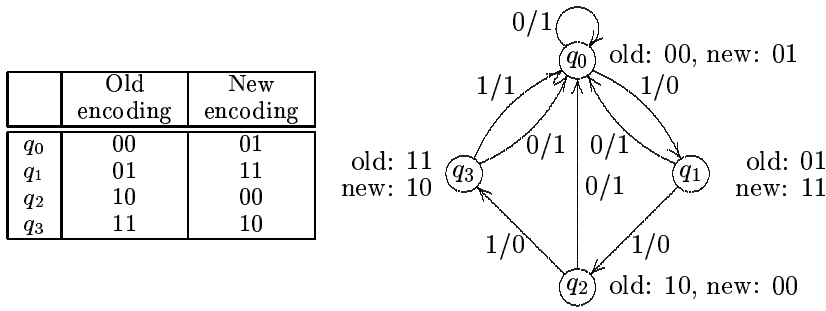 Old encoding New encoding
q0 00 01
q1 01 11
q2 10 00
q3 11 10
0/1
q0 old: 00, new: 01
1/1 1/0
0/1 0/1
old: 11 q3 q1 old: 01
new: 10 new: 11
0/1
1/0 1/0
q2 old: 10, new: 00